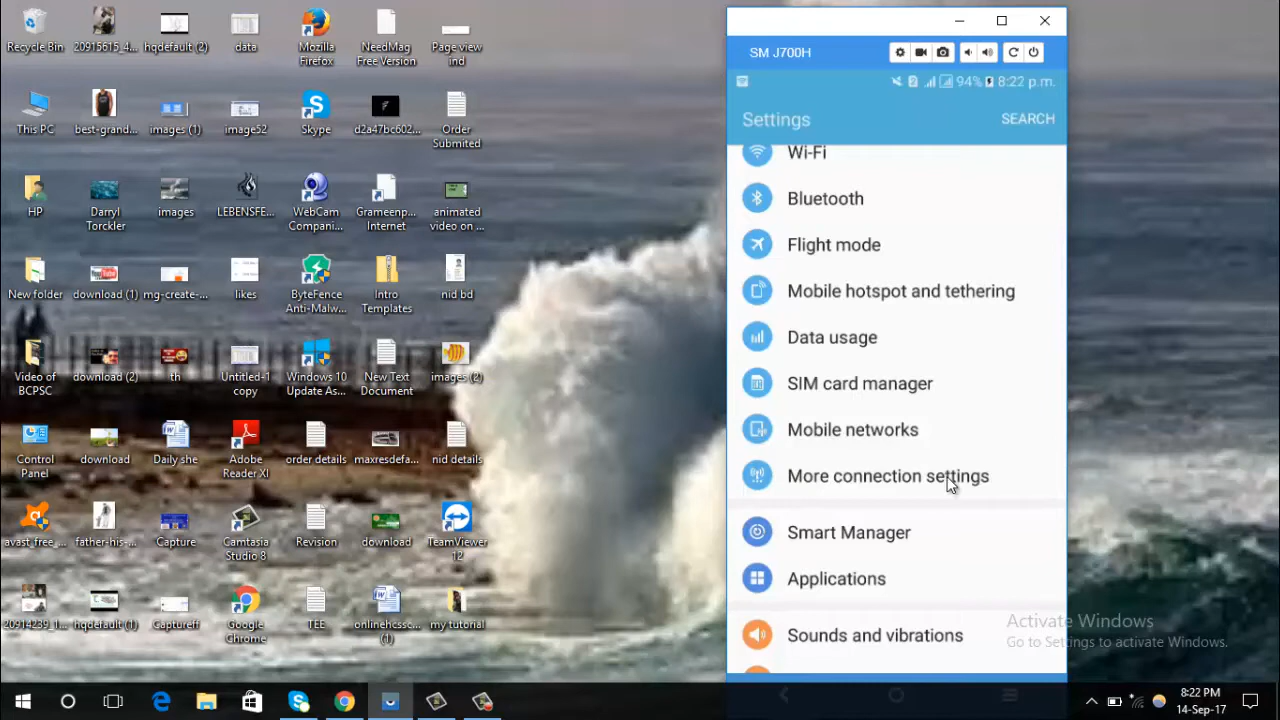 Recycle Bin
20915615_4...
hqdefault (2)
data
Mozilla
Firefox
NeedMag
Free Version
Page view
ind
This PC
best-grand...
images (1)
image52
Skype
d2a47bc602...
Order
Submited
HP
Darryl
Torckler
images
LEBENSFE...
WebCam
Compani...
Grameenp...
Internet
animated
video on ...
New folder
download (1)
mg-create-...
likes
ByteFence
Anti-Malw...
Intro
Templates
nid bd
Video of
BCPSC
download (2)
th
Untitled-1
copy
Windows 10
Update As...
New Text
Document
images (2)
Control
Panel
download
Daily she
Adobe
Reader XI
order details
maxresdefa...
nid details
avast_free_...
father-his-...
Capture
Camtasia
Studio 8
Revision
download
TeamViewer
12
20914239_1...
hqdefault (1)
Captureff
Google
Chrome
TEE
onlinehcssc...
(1)
my tutorial
SM J700H
94% 8:22 p.m.
Settings
SEARCH
Wi-Fi
Bluetooth
Flight mode
Mobile hotspot and tethering
Data usage
SIM card manager
Mobile networks
More connection settings
Smart Manager
Applications
Sounds and vibrations
Activate Windows
Go to Settings to activate Windows.
8:22 PM
14-Sep-17